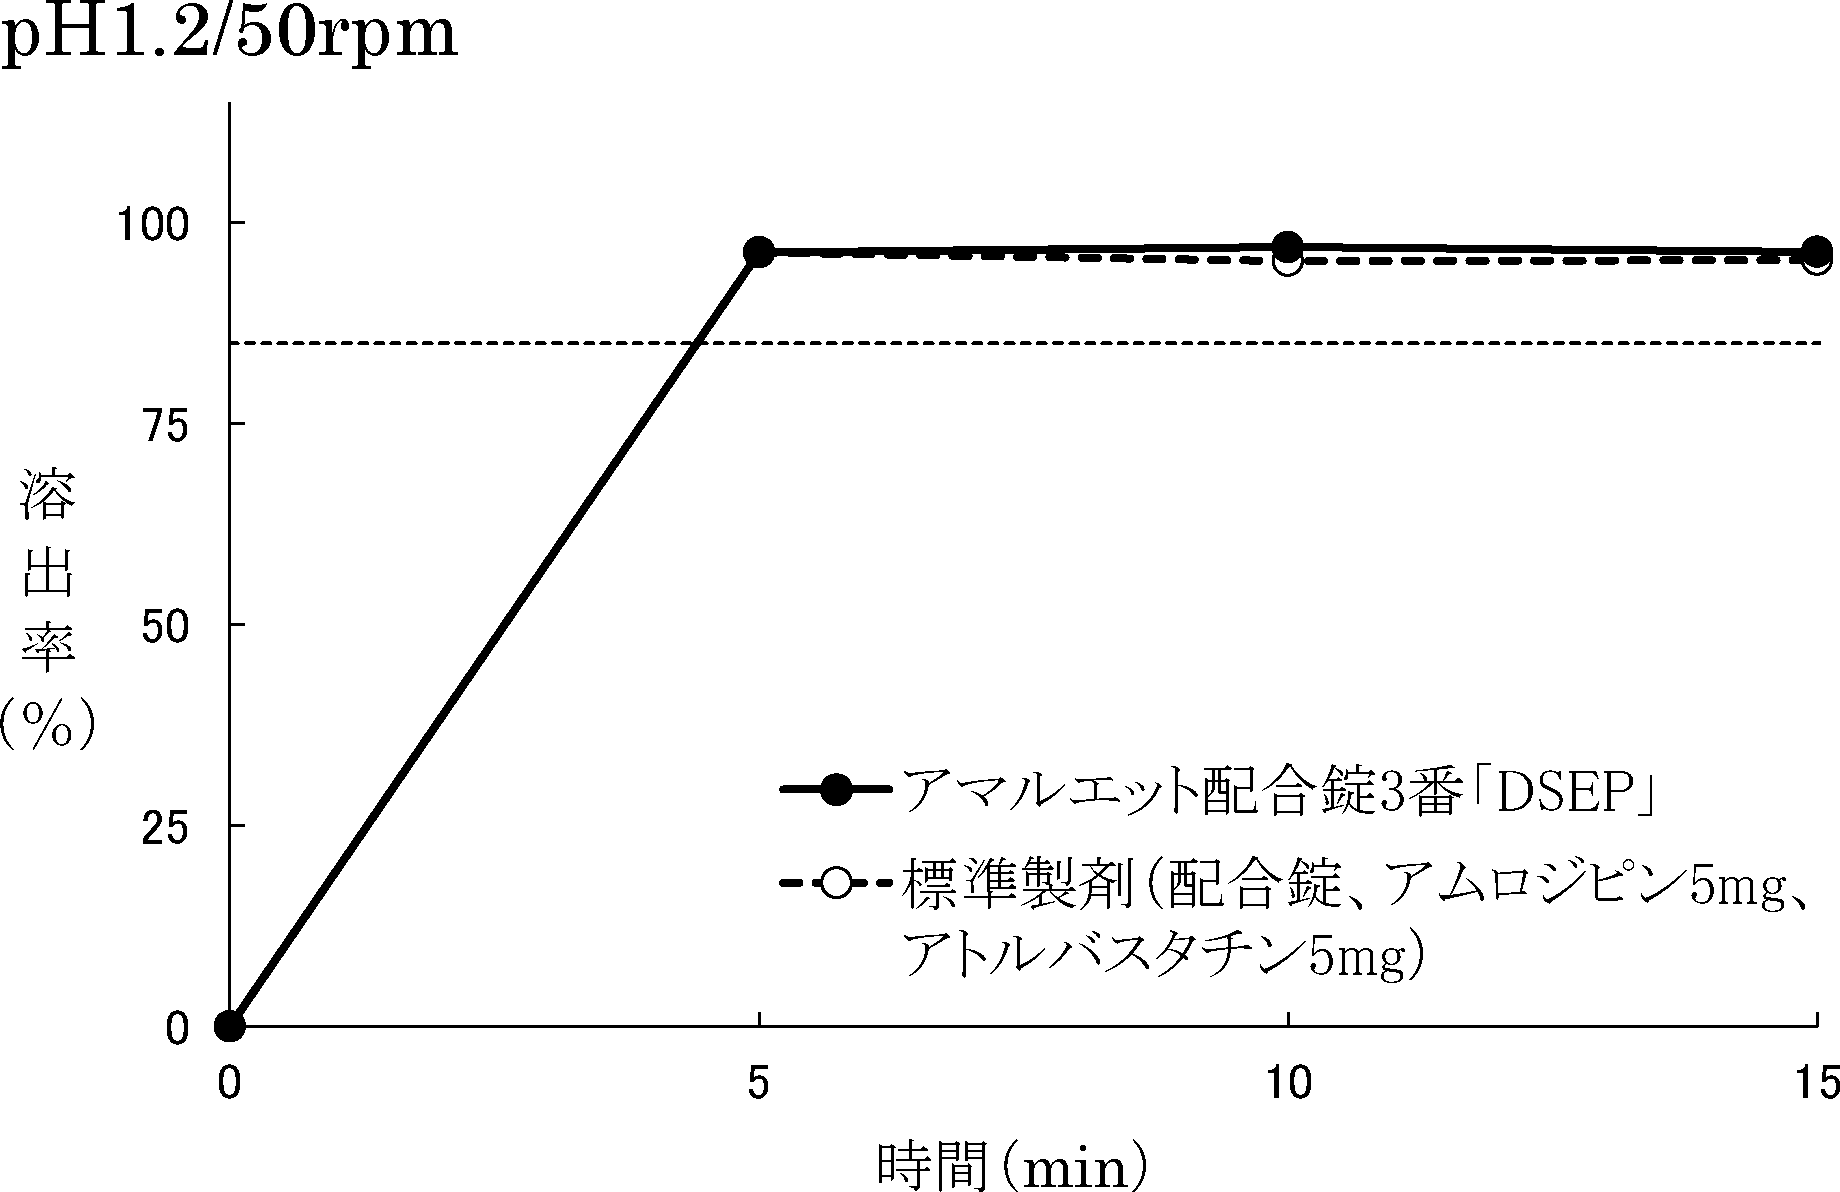 pH1.2/50rpm
100
75
50
25
0
溶出率(%)
アマルエット配合錠3番「DSEP」
標準製剤(配合錠、アムロジピン5mg、
アトルバスタチン5mg)
0 5 10 15
時間(min)